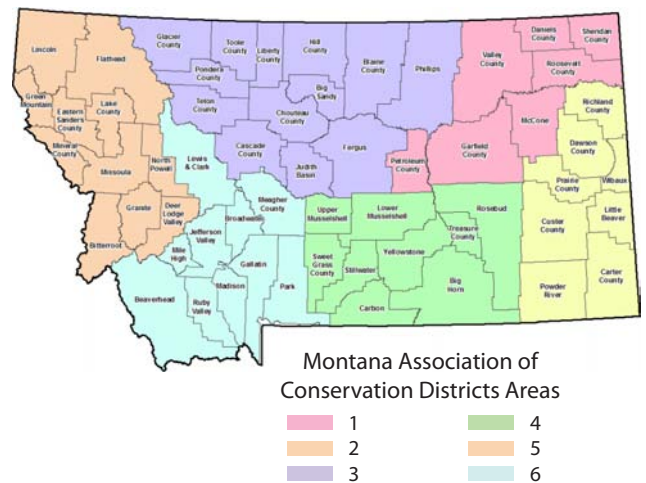 Lincoln
Flathead
Glacier
County
Toole
County
Liberty
County
Hill
County
Blaine
County
Phillips
Valley
County
Daniels
County
Sheridan
County
Roosevelt
County
Pondera
County
Big
Sandy
Teton
County
Chouteau
County
Green
Mountain
Eastern
Sanders
County
Lake
County
Mineral
County
Missoula
North
Powell
Lewis
& Clark
Cascade
County
Judith
Basin
Fergus
Petroleum
County
Garfield
County
McCone
Richland
County
Dawson
County
Prairie
County
Wibaux
Granite
Deer
Lodge
Valley
Bitterroot
Meagher
County
Broadwater
Jefferson
Valley
Mile
High
Gallatin
Madison
Park
Beaverhead
Ruby
Valley
Upper
Musselshell
Lower
Musselshell
Rosebud
Treasure
County
Sweet
Grass
County
Stillwater
Yellowstone
Carbon
Big
Horn
Custer
County
Little
Beaver
Powder
River
Carter
County
Montana Association of
Conservation Districts Areas
1
2
3
4
5
6